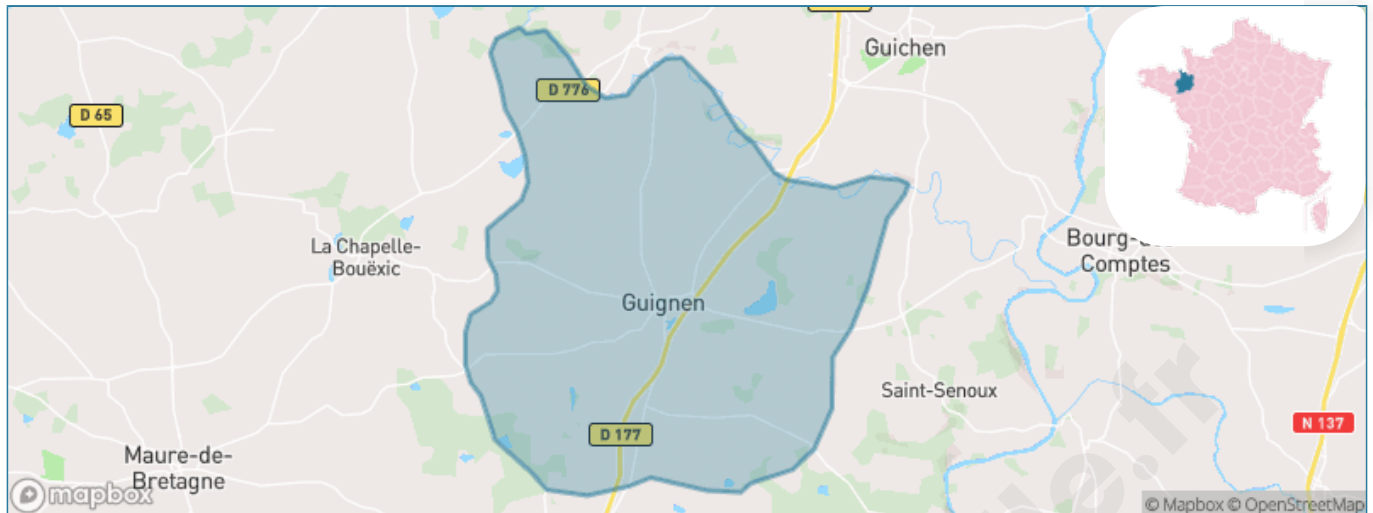 Guichen
D 776
D 65
La Chapelle-
Bouëxic
Bourg-
Comptes
Guignen
Saint-Senoux
D 177
N 137
Maure-de-
Bretagne
mapbox
© Mapbox © OpenStreetMap